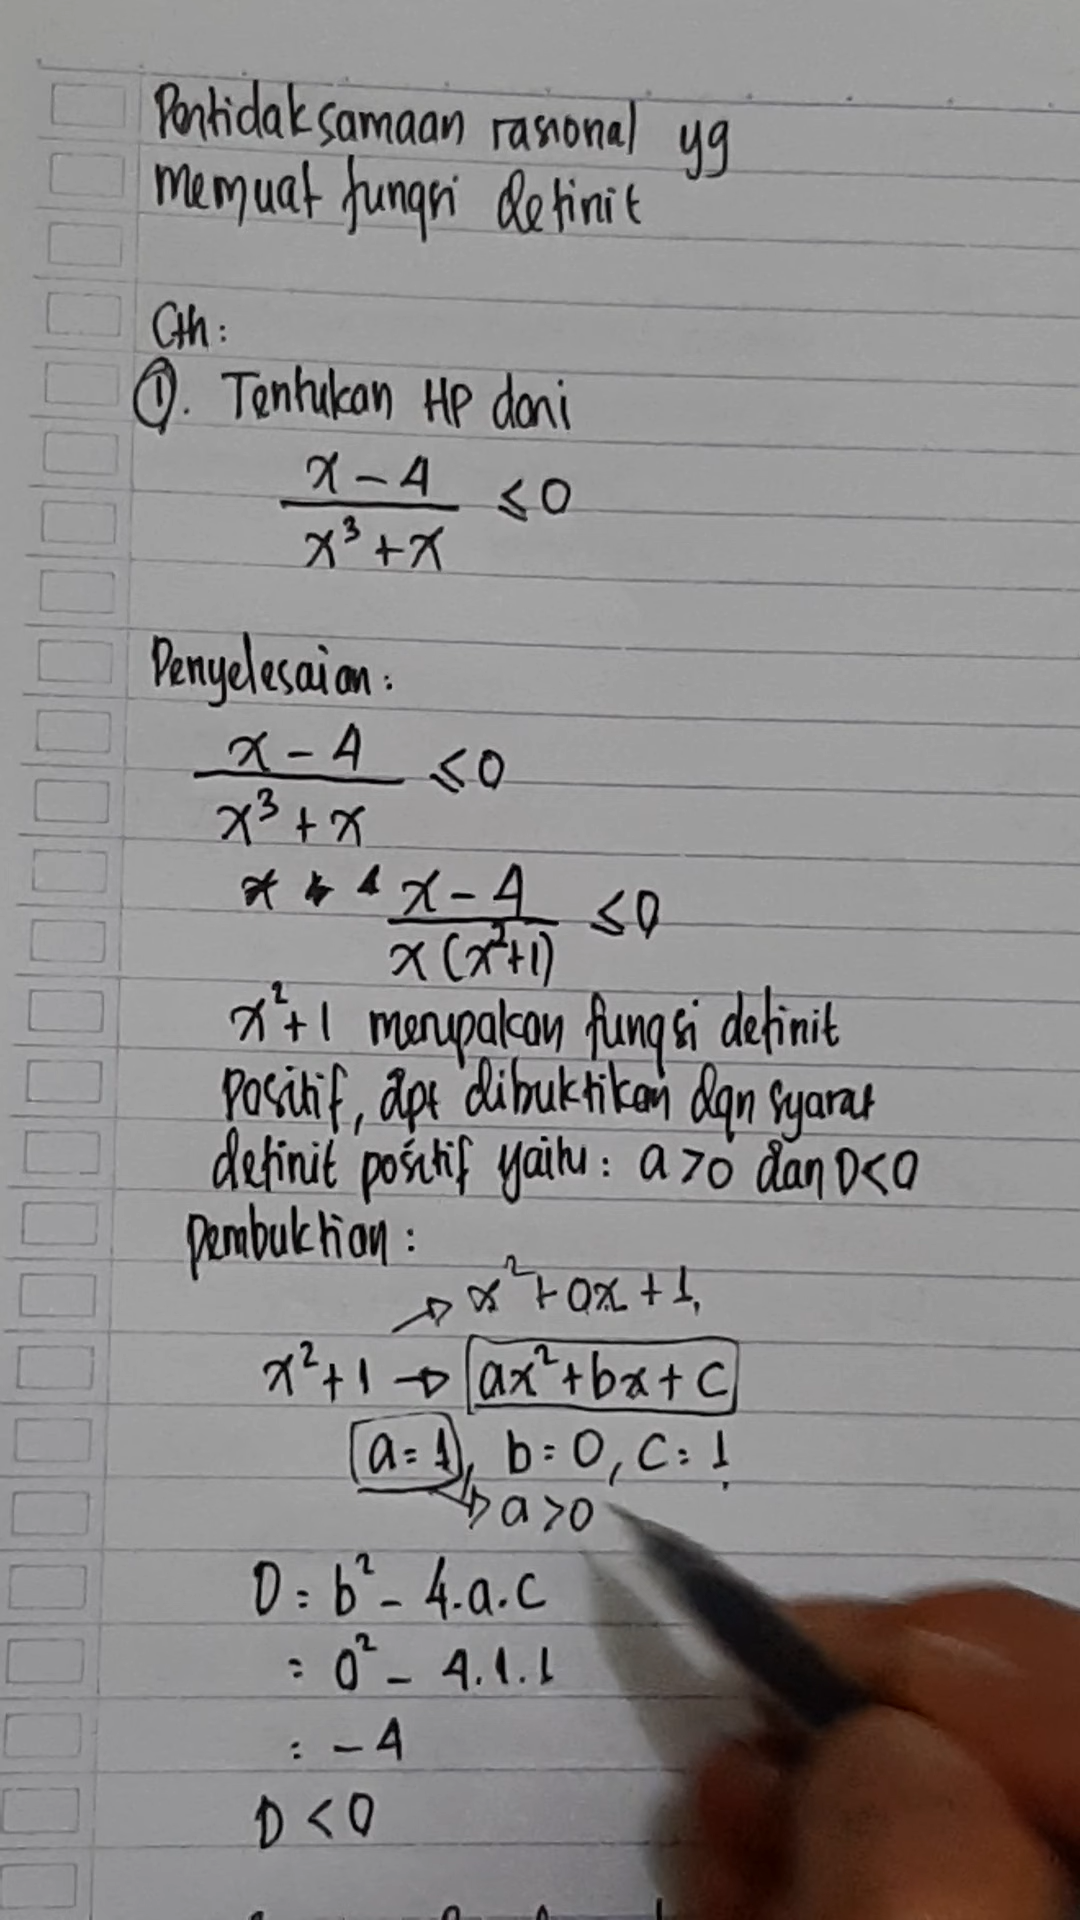 Pertidaksamaan rasional yg
memuat fungsi definit
Cth:
①. Tentukan HP dari
x - 4
x³ + x
≤ 0
Penyelesaian:
x - 4
x³ + x
≤ 0
x - 4
x (x²+1)
≤ 0
x²+1 merupakan fungsi definit
Positif, dpt dibuktikan dgn syarat
definit positif yaitu: a > 0 dan D < 0
Pembuktian:
→ x² + 0x + 1
x² + 1 → ax² + bx + c
a = 1, b = 0, c = 1
→ a > 0
D = b² - 4.a.c
= 0² - 4.1.1
= - 4
D < 0